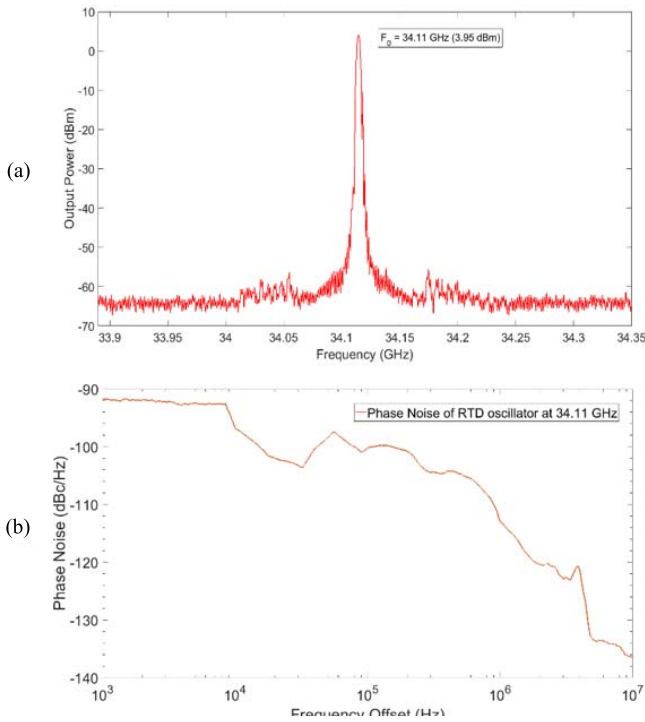 10
0
-10
-20
-30
-40
-50
-60
-70
Output Power (dBm)
F0 = 34.11 GHz (3.95 dBm)
(a)
33.9 33.95 34 34.05 34.1 34.15 34.2 34.25 34.3 34.35
Frequency (GHz)
-90
-100
-110
-120
-130
-140
Phase Noise (dBc/Hz)
Phase Noise of RTD oscillator at 34.11 GHz
(b)
10^3 10^4 10^5 10^6 10^7
Frequency Offset (Hz)